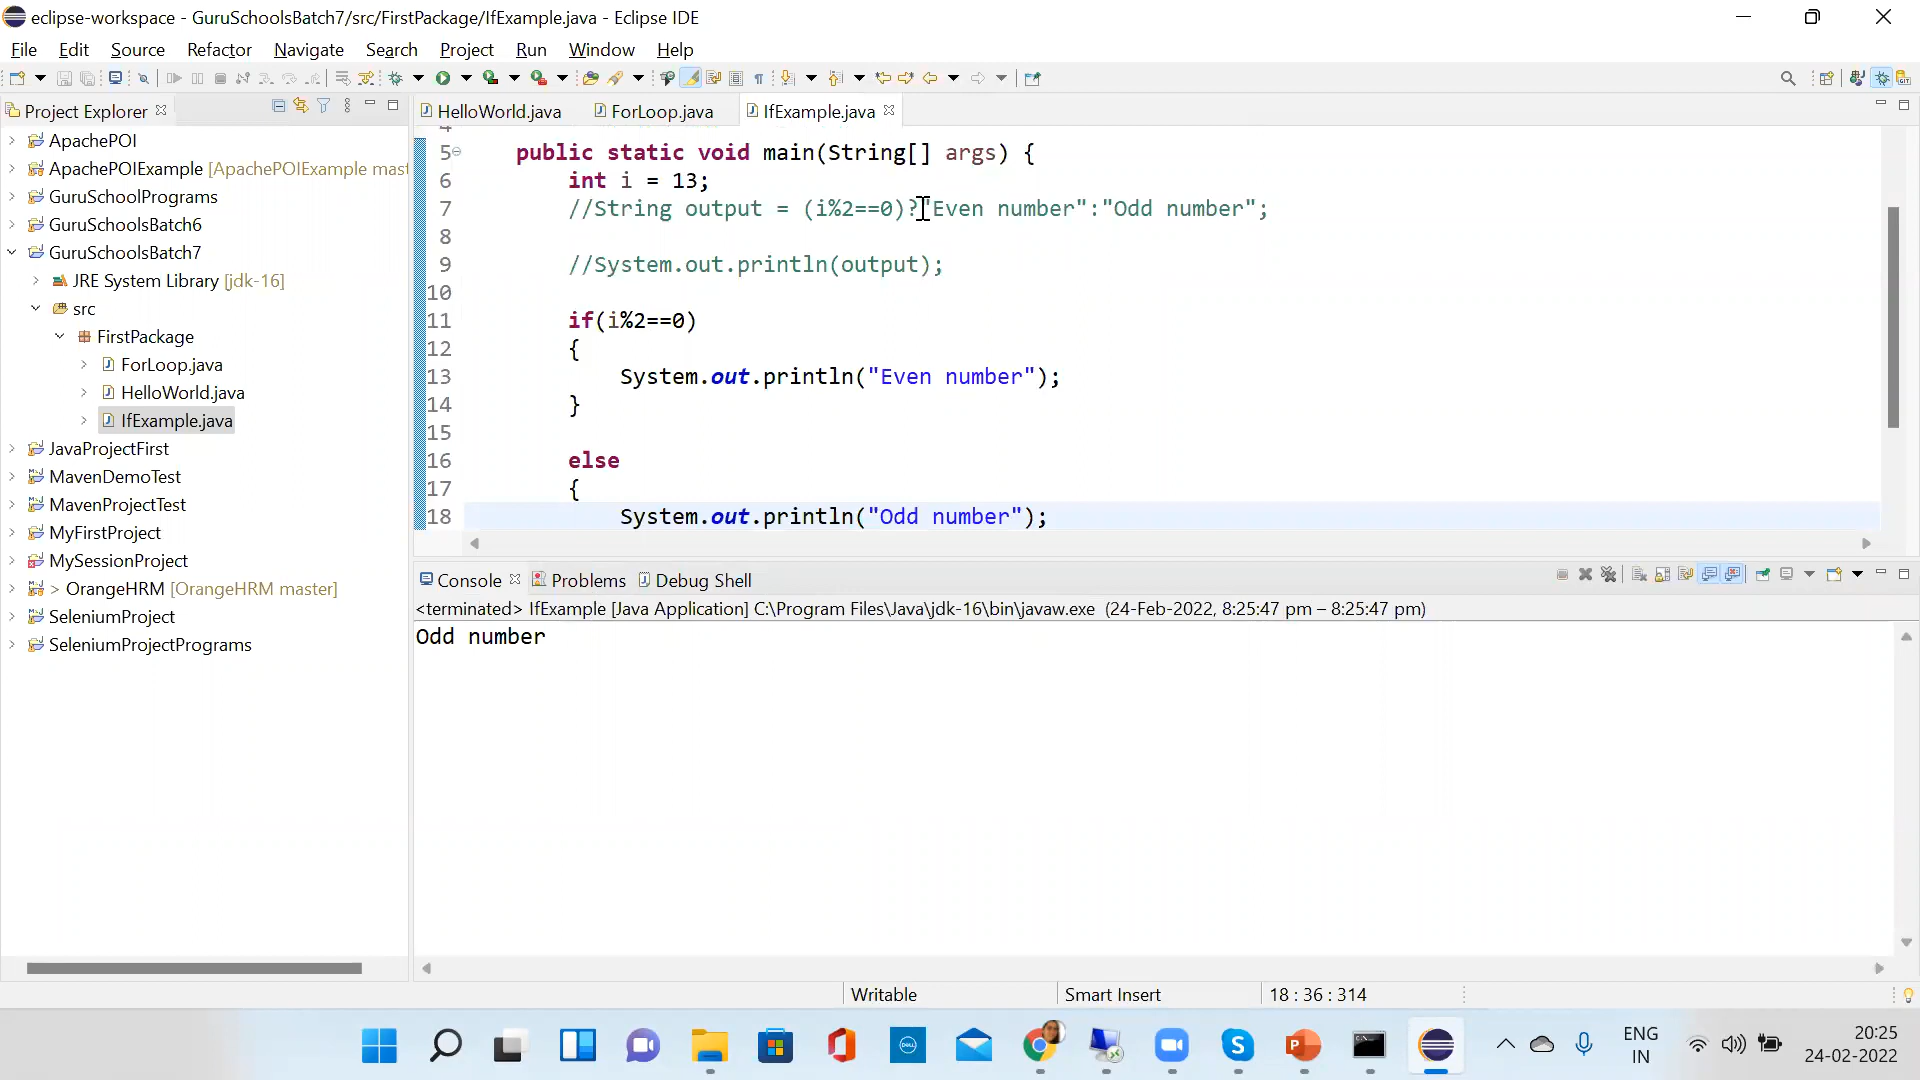 eclipse-workspace - GuruSchoolsBatch7/src/FirstPackage/IfExample.java - Eclipse IDE
File Edit Source Refactor Navigate Search Project Run Window Help
Project Explorer
HelloWorld.java ForLoop.java IfExample.java
ApachePOI
ApachePOIExample [ApachePOIExample mast
GuruSchoolPrograms
GuruSchoolsBatch6
GuruSchoolsBatch7
JRE System Library [jdk-16]
src
FirstPackage
ForLoop.java
HelloWorld.java
IfExample.java
JavaProjectFirst
MavenDemoTest
MavenProjectTest
MyFirstProject
MySessionProject
> OrangeHRM [OrangeHRM master]
SeleniumProject
SeleniumProjectPrograms
4
5 public static void main(String[] args) {
6 int i = 13;
7 //String output = (i%2==0)?"Even number":"Odd number";
8
9 //System.out.println(output);
10
11 if(i%2==0)
12 {
13 System.out.println("Even number");
14 }
15
16 else
17 {
18 System.out.println("Odd number");
Console Problems Debug Shell
<terminated> IfExample [Java Application] C:\Program Files\Java\jdk-16\bin\javaw.exe (24-Feb-2022, 8:25:47 pm – 8:25:47 pm)
Odd number
Writable Smart Insert 18 : 36 : 314
ENG
IN
20:25
24-02-2022